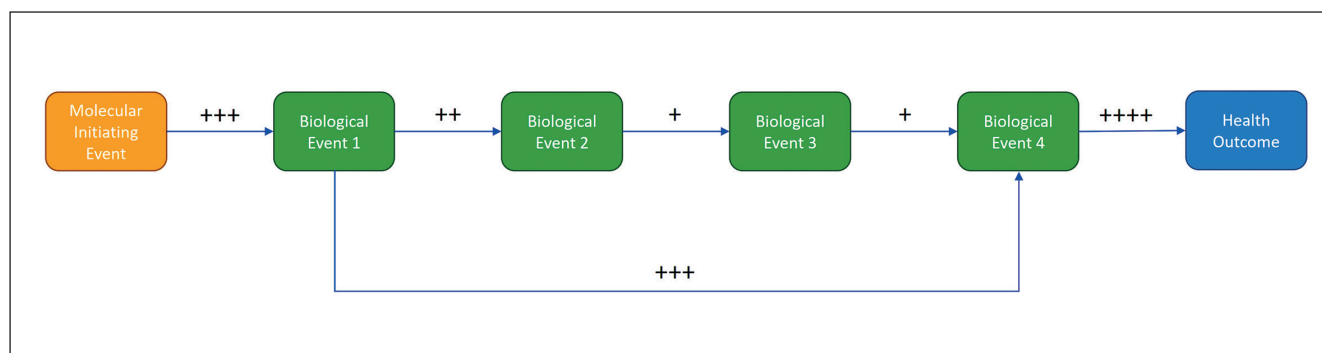 Molecular
Initiating
Event
+++
Biological
Event 1
++
Biological
Event 2
+
Biological
Event 3
+
Biological
Event 4
++++
Health
Outcome
+++